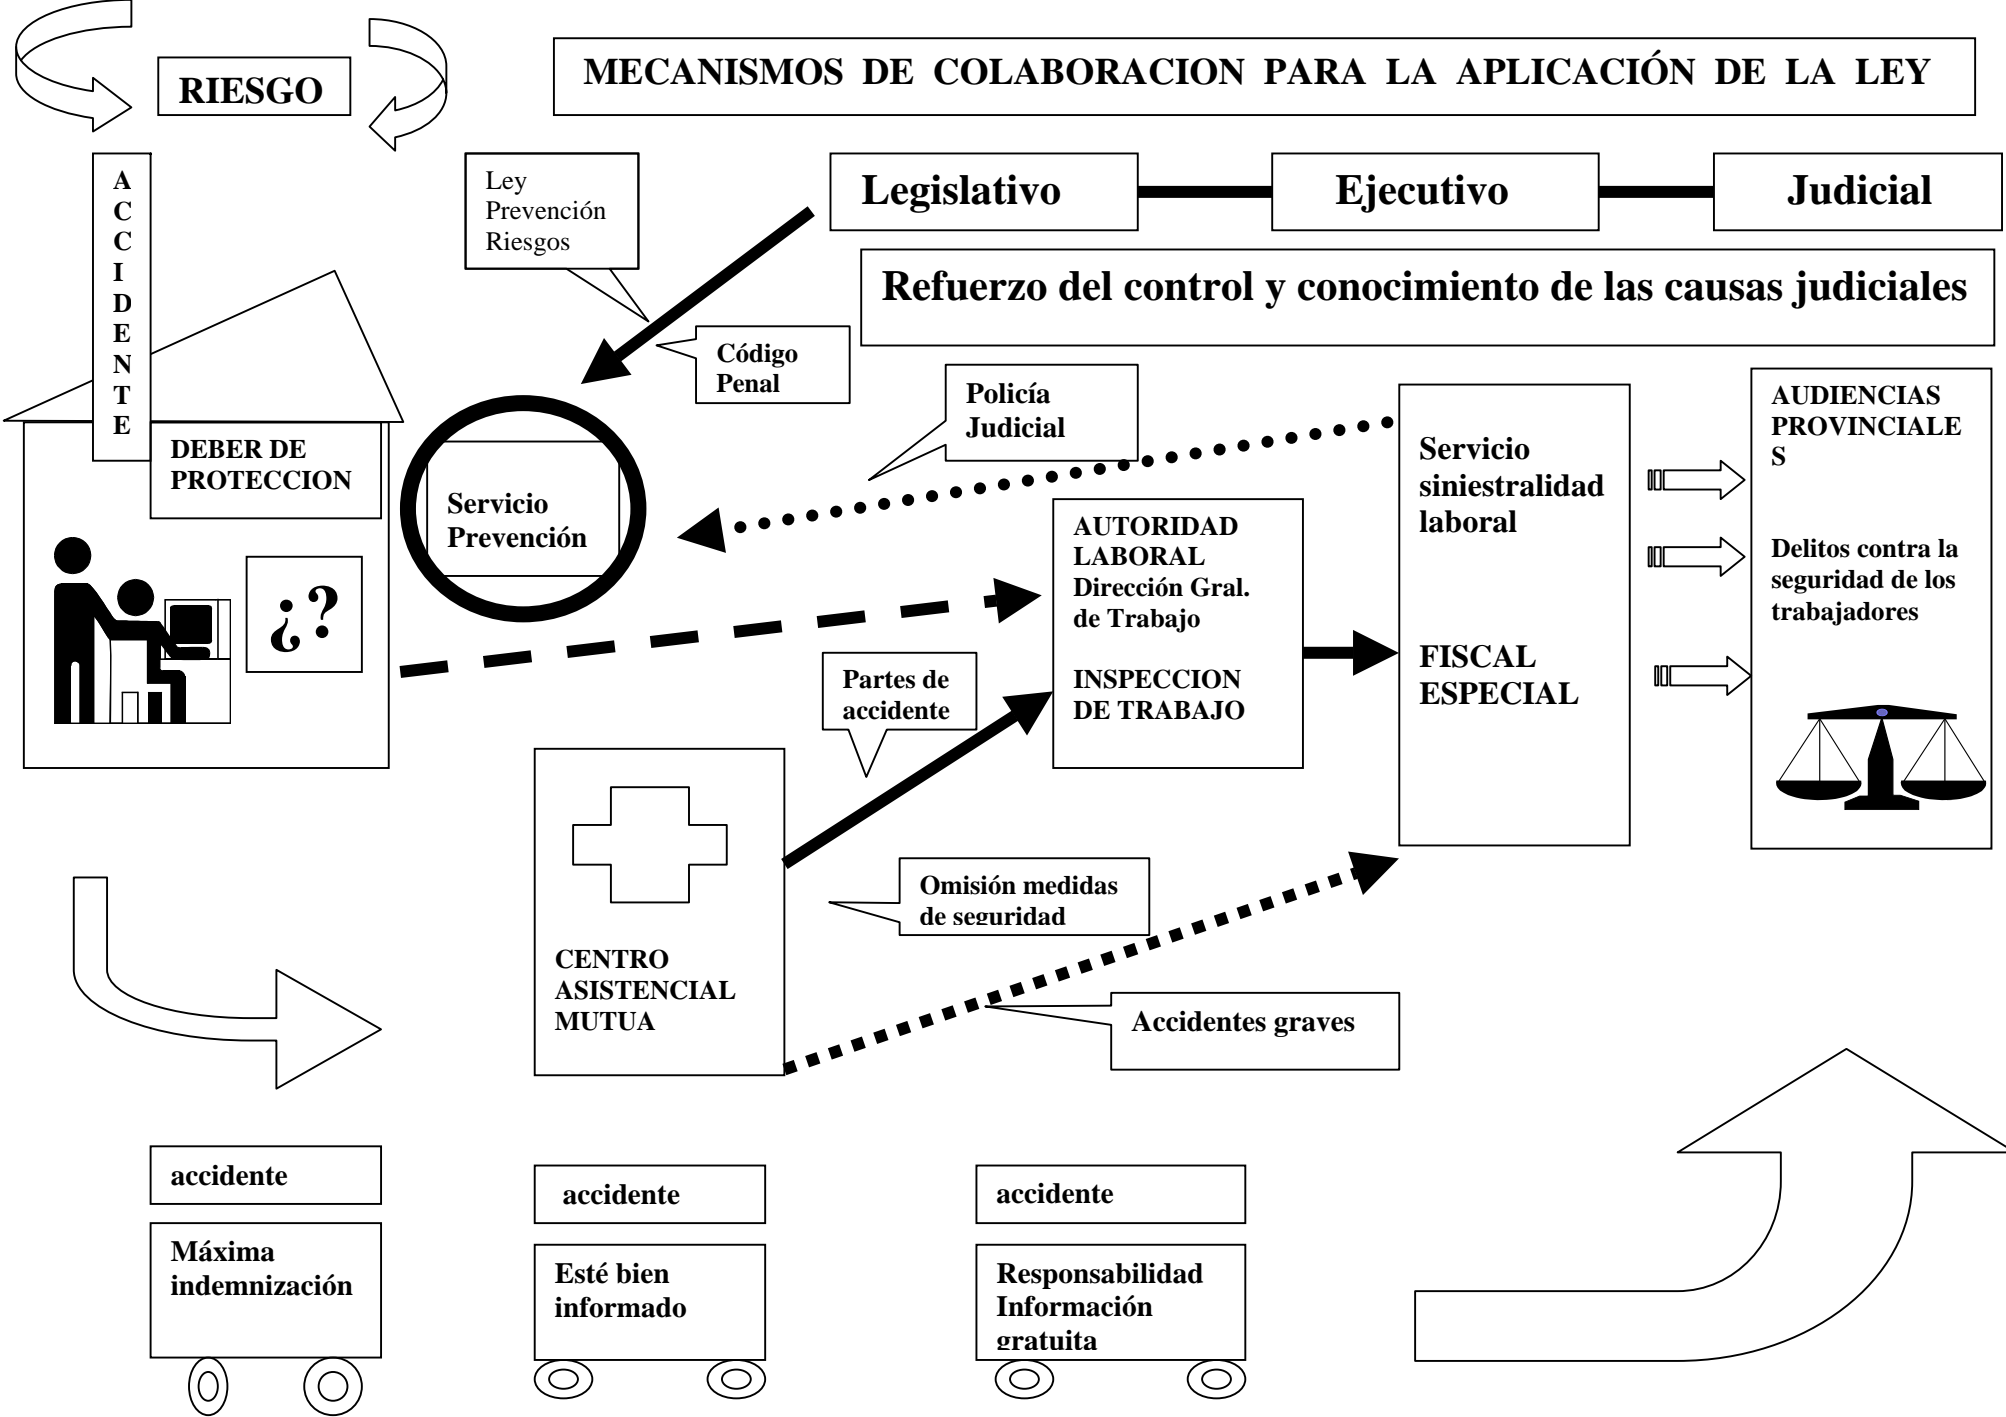 RIESGO
MECANISMOS DE COLABORACION PARA LA APLICACIÓN DE LA LEY
ACCIDENTE
Ley
Prevención
Riesgos
Legislativo
Ejecutivo
Judicial
Refuerzo del control y conocimiento de las causas judiciales
Código
Penal
Policía
Judicial
DEBER DE
PROTECCION
¿?
Servicio
Prevención
AUTORIDAD
LABORAL
Dirección Gral.
de Trabajo
INSPECCION
DE TRABAJO
Servicio
siniestralidad
laboral
FISCAL
ESPECIAL
AUDIENCIAS
PROVINCIALE
S
Delitos contra la
seguridad de los
trabajadores
Partes de
accidente
CENTRO
ASISTENCIAL
MUTUA
Omisión medidas
de seguridad
Accidentes graves
accidente
Máxima
indemnización
accidente
Esté bien
informado
accidente
Responsabilidad
Información
gratuita